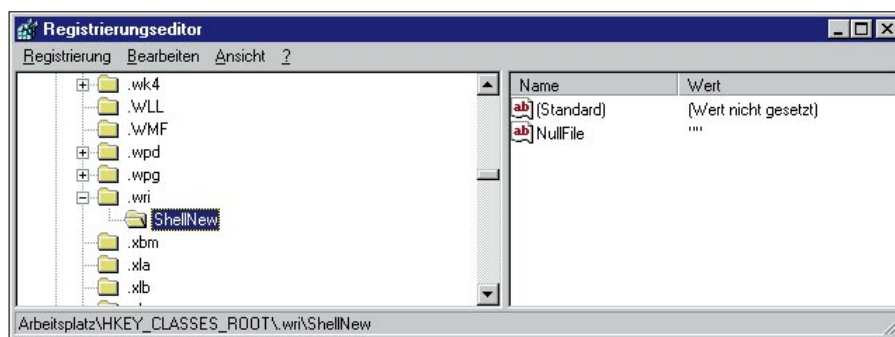 Registrierungseditor
Registrierung Bearbeiten Ansicht ?
.wk4
.WLL
.WMF
.wpd
.wpg
.wri
ShellNew
.xbm
.xla
.xlb
Name Wert
(Standard) (Wert nicht gesetzt)
NullFile ""
Arbeitsplatz\HKEY_CLASSES_ROOT\.wri\ShellNew